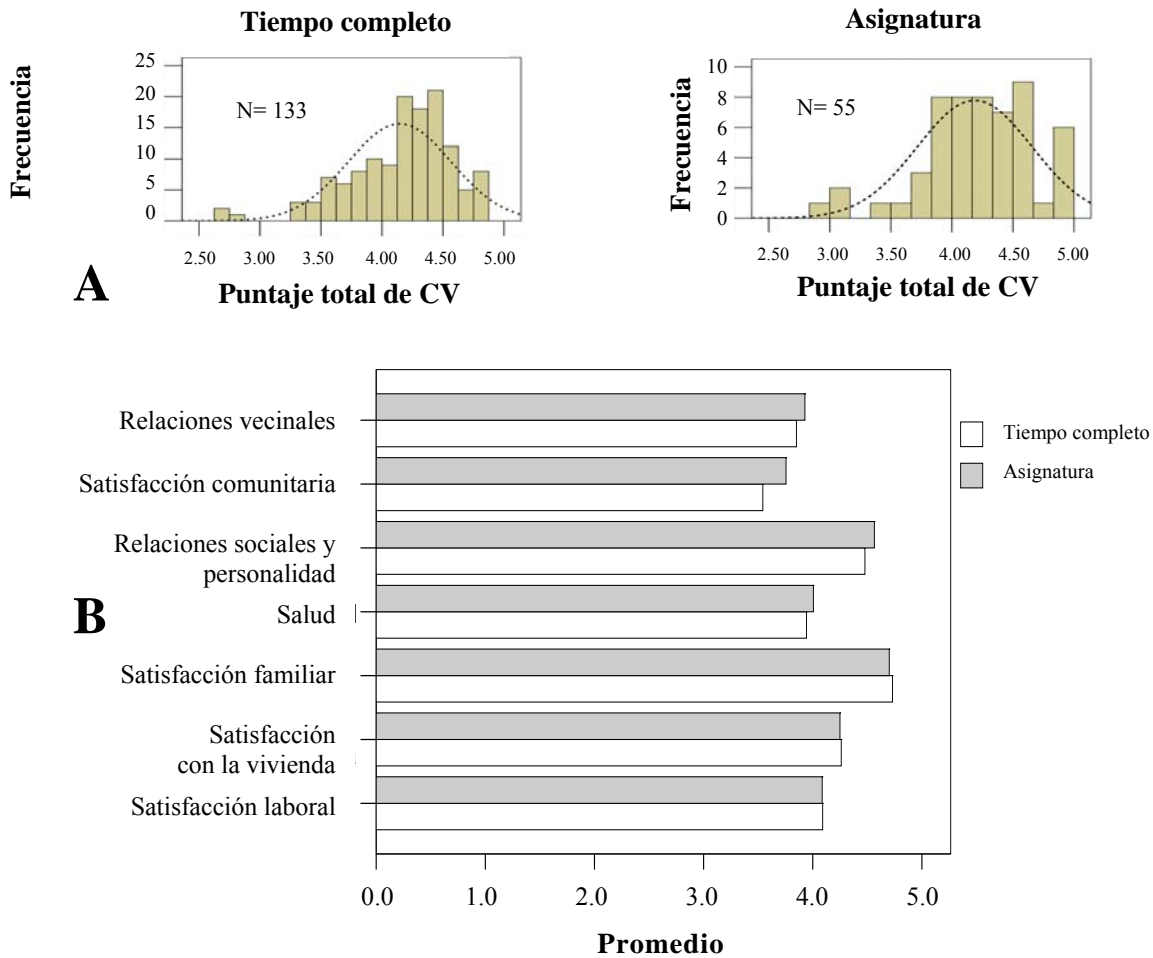 Tiempo completo
Frecuencia
25
20
15
10
5
0
N= 133
2.50 3.00 3.50 4.00 4.50 5.00
Puntaje total de CV
Asignatura
Frecuencia
10
8
6
4
2
0
N= 55
2.50 3.00 3.50 4.00 4.50 5.00
Puntaje total de CV
A
Relaciones vecinales
Satisfacción comunitaria
Relaciones sociales y
personalidad
Salud
Satisfacción familiar
Satisfacción
con la vivienda
Satisfacción laboral
B
Tiempo completo
Asignatura
0.0 1.0 2.0 3.0 4.0 5.0
Promedio